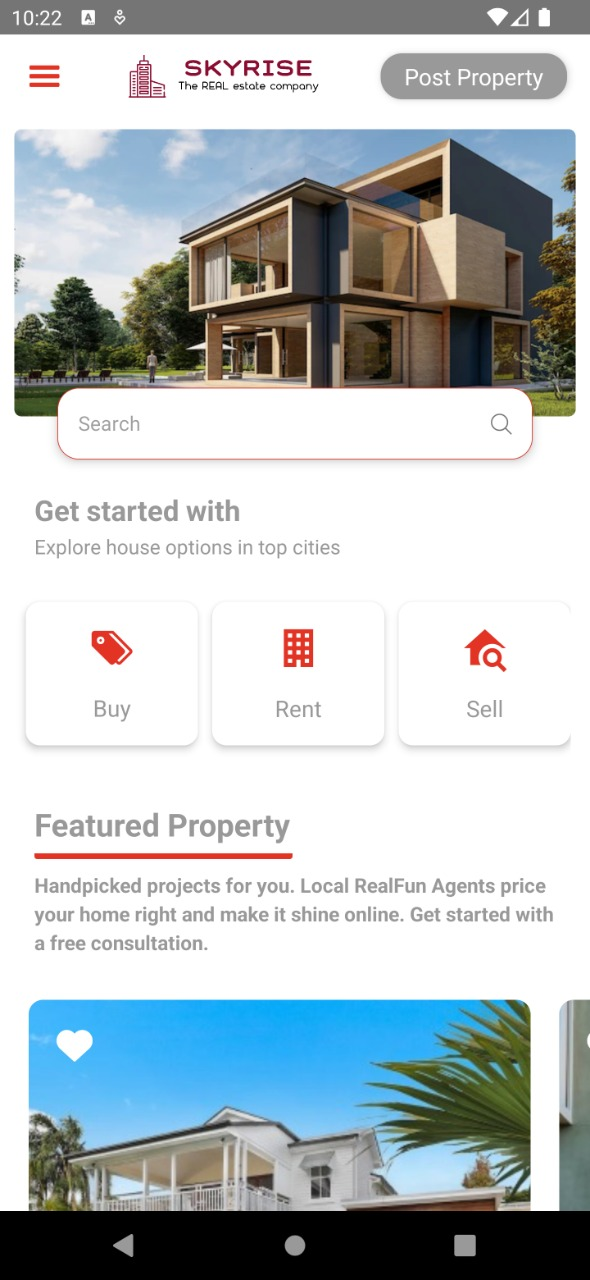 10:22
A
SKYRISE
The REAL estate company
Post Property
Search
Get started with
Explore house options in top cities
Buy
Rent
Sell
Featured Property
Handpicked projects for you. Local RealFun Agents price
your home right and make it shine online. Get started with
a free consultation.